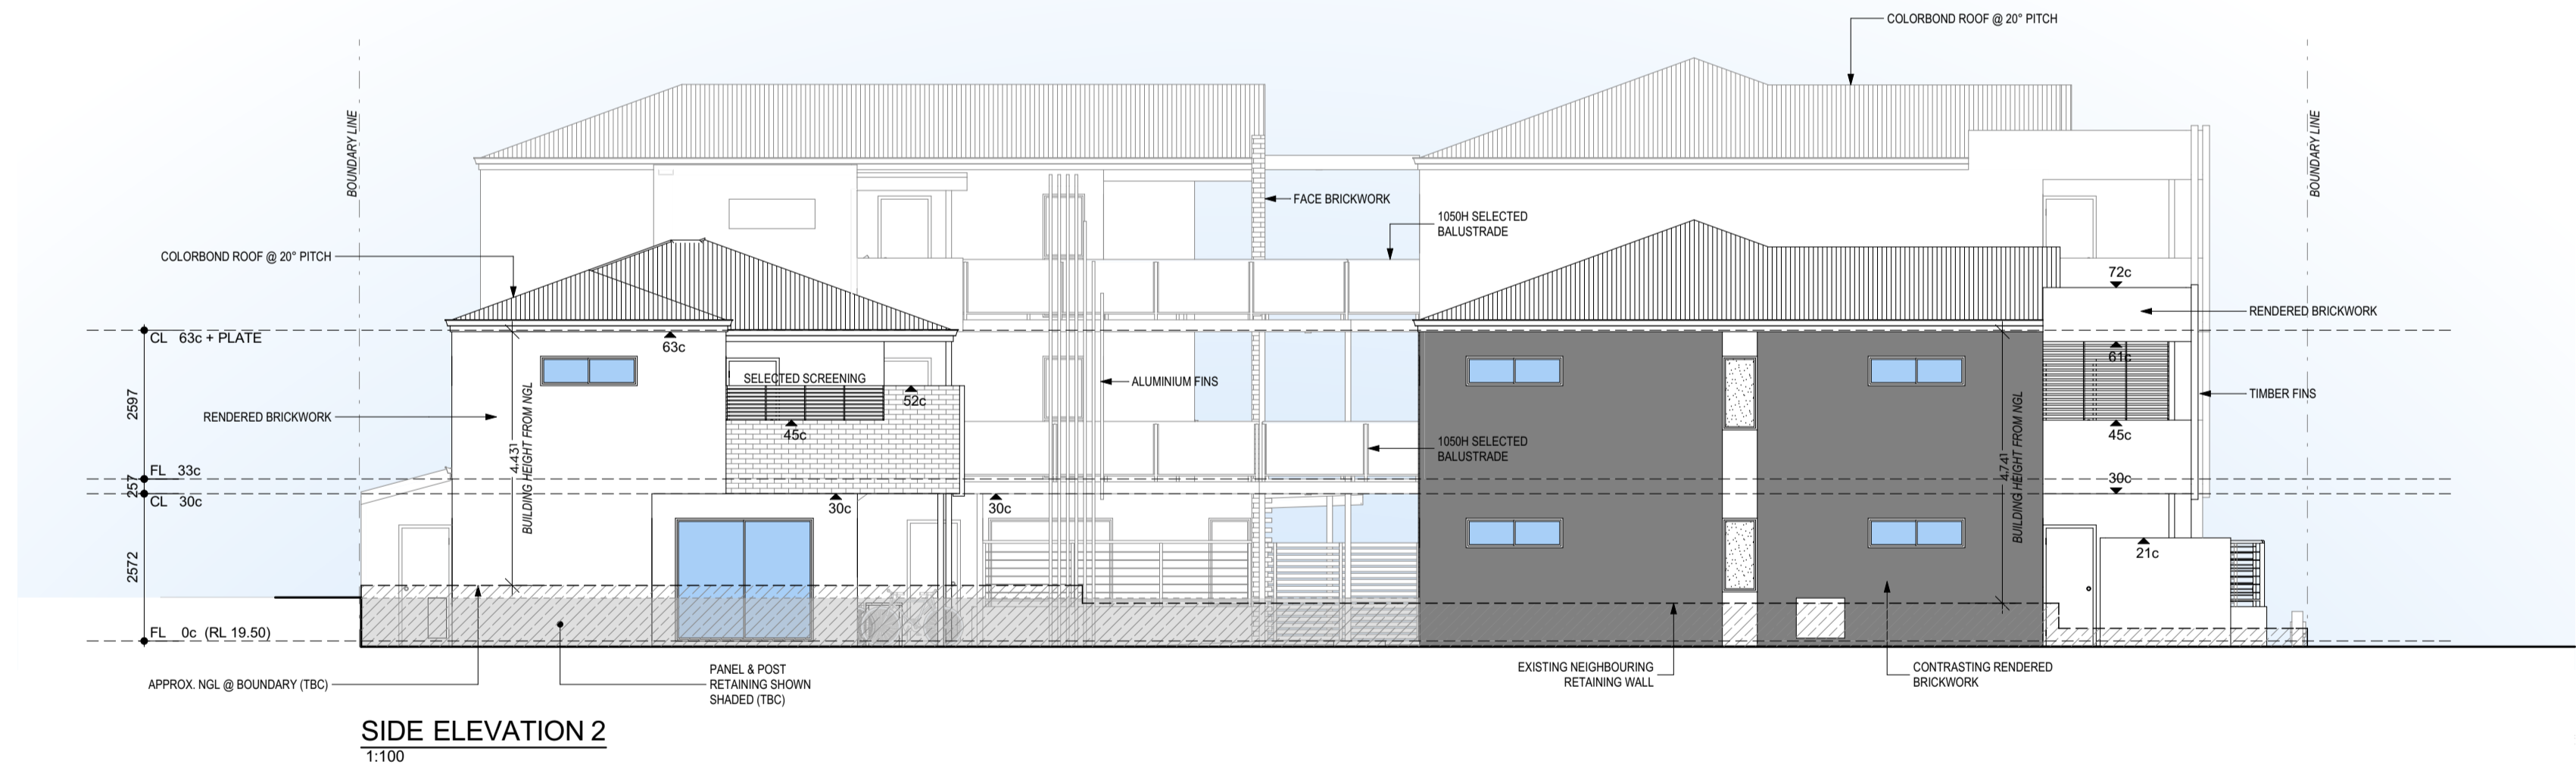 COLORBOND ROOF @ 20° PITCH
BOUNDARY LINE
BOUNDARY LINE
FACE BRICKWORK
1050H SELECTED
BALUSTRADE
COLORBOND ROOF @ 20° PITCH
72c
RENDERED BRICKWORK
CL 63c + PLATE
63c
61c
SELECTED SCREENING
ALUMINIUM FINS
52c
TIMBER FINS
2597
RENDERED BRICKWORK
45c
45c
1050H SELECTED
BALUSTRADE
4.431
BUILDING HEIGHT FROM NGL
4.741
BUILDING HEIGHT FROM NGL
FL 33c
257
CL 30c
30c
30c
30c
21c
2572
FL 0c (RL 19.50)
APPROX. NGL @ BOUNDARY (TBC)
PANEL & POST
RETAINING SHOWN
SHADED (TBC)
EXISTING NEIGHBOURING
RETAINING WALL
CONTRASTING RENDERED
BRICKWORK
SIDE ELEVATION 2
1:100